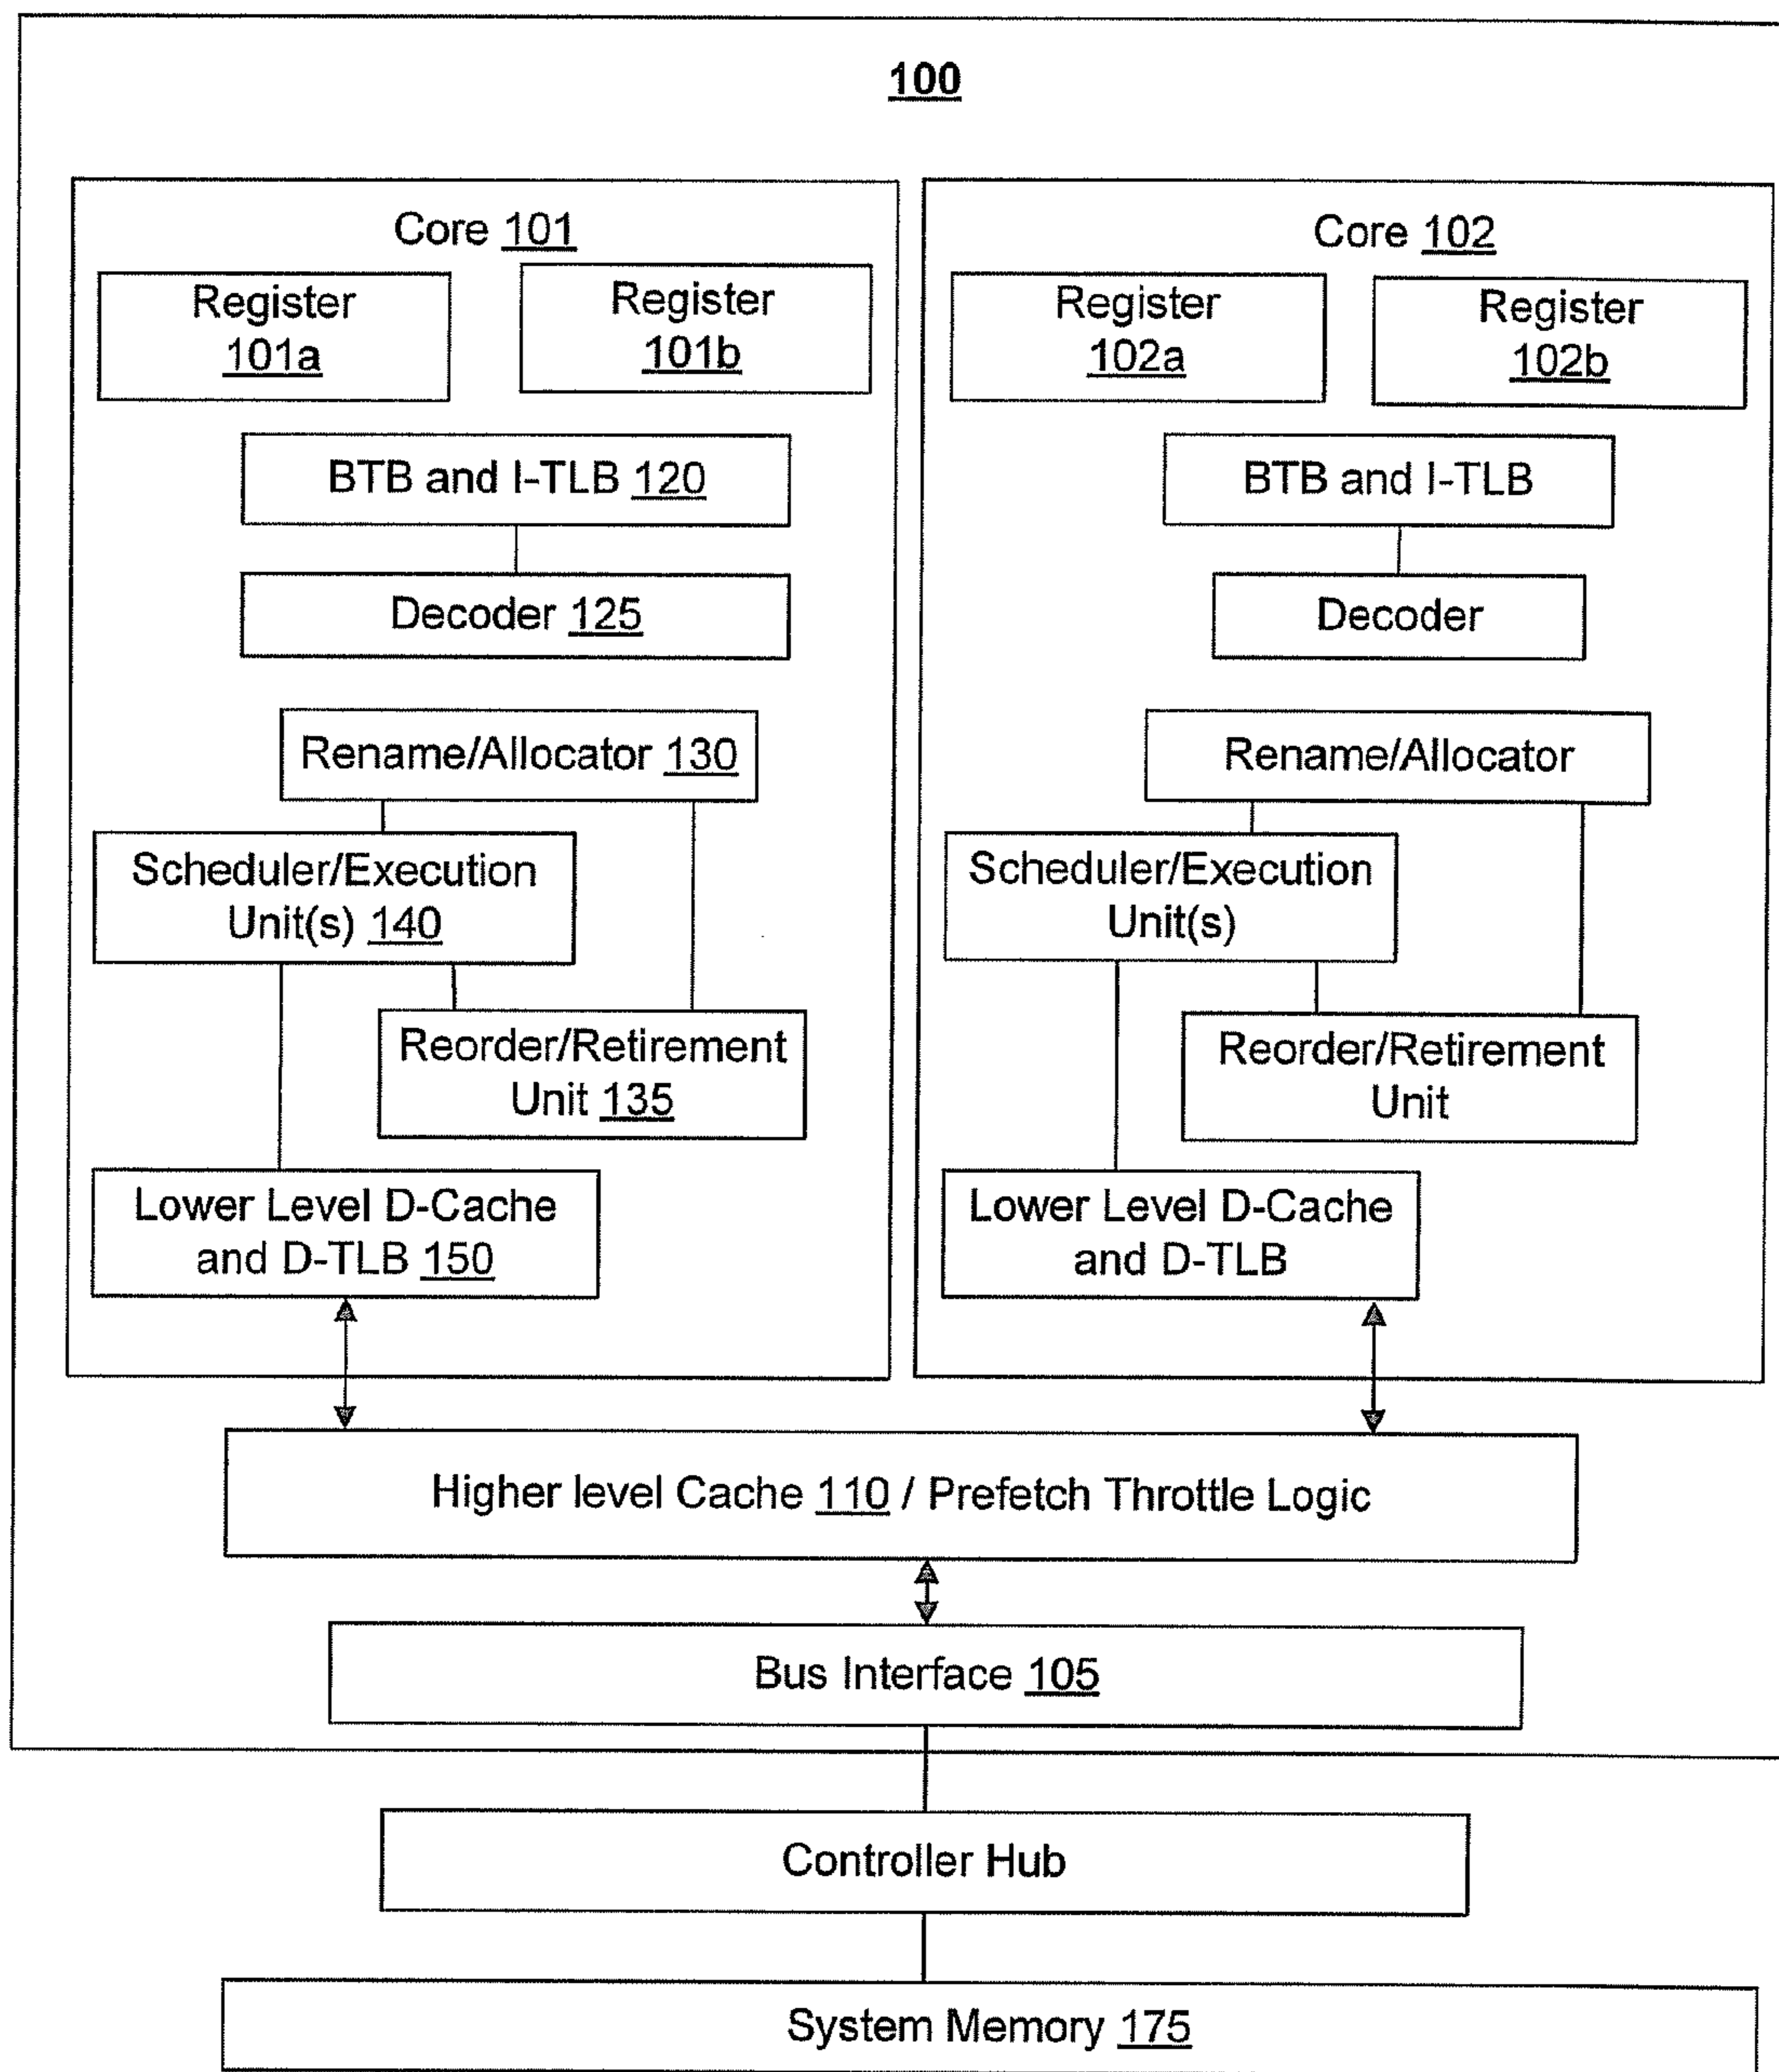 100
Core 101
Register
101a
Register
101b
BTB and I-TLB 120
Decoder 125
Rename/Allocator 130
Scheduler/Execution
Unit(s) 140
Reorder/Retirement
Unit 135
Lower Level D-Cache
and D-TLB 150
Core 102
Register
102a
Register
102b
BTB and I-TLB
Decoder
Rename/Allocator
Scheduler/Execution
Unit(s)
Reorder/Retirement
Unit
Lower Level D-Cache
and D-TLB
Higher level Cache 110 / Prefetch Throttle Logic
Bus Interface 105
Controller Hub
System Memory 175